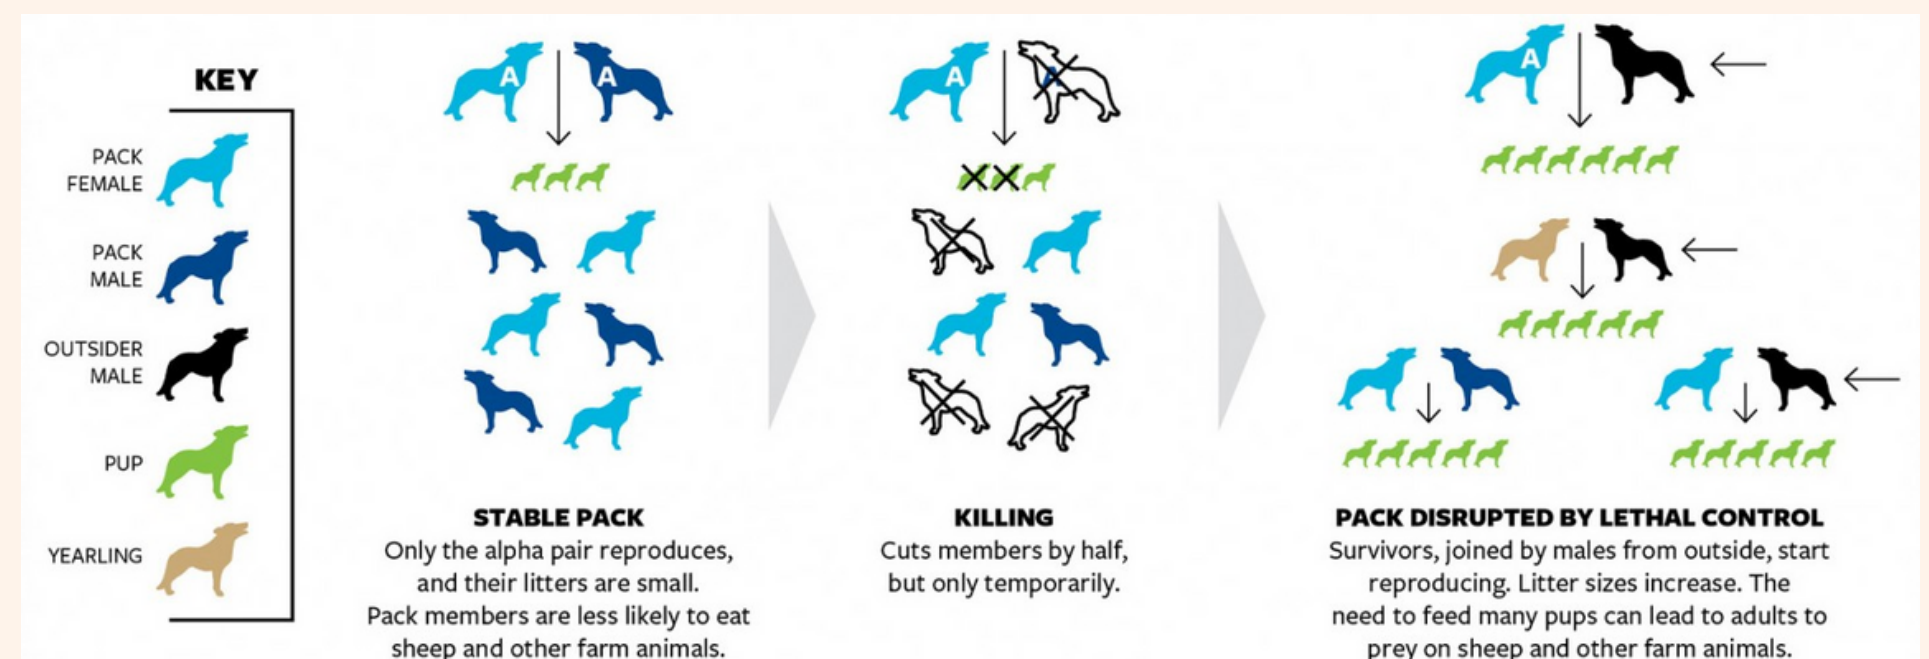 KEY
PACK
FEMALE
PACK
MALE
OUTSIDER
MALE
PUP
YEARLING
A
A
STABLE PACK
Only the alpha pair reproduces,
and their litters are small.
Pack members are less likely to eat
sheep and other farm animals.
A
A
KILLING
Cuts members by half,
but only temporarily.
A
PACK DISRUPTED BY LETHAL CONTROL
Survivors, joined by males from outside, start
reproducing. Litter sizes increase. The
need to feed many pups can lead to adults to
prey on sheep and other farm animals.